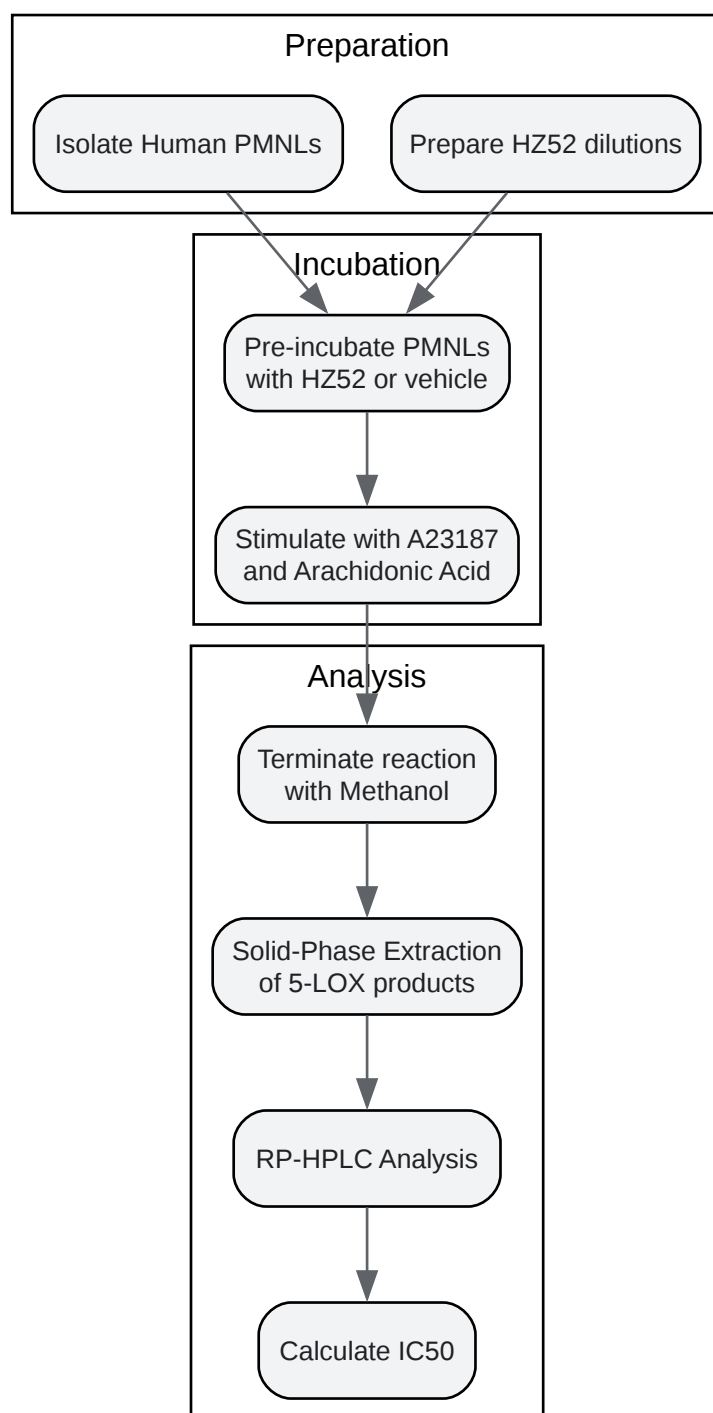 Preparation
Isolate Human PMNLs
Prepare HZ52 dilutions
Incubation
Pre-incubate PMNLs
with HZ52 or vehicle
Stimulate with A23187
and Arachidonic Acid
Analysis
Terminate reaction
with Methanol
Solid-Phase Extraction
of 5-LOX products
RP-HPLC Analysis
Calculate IC50